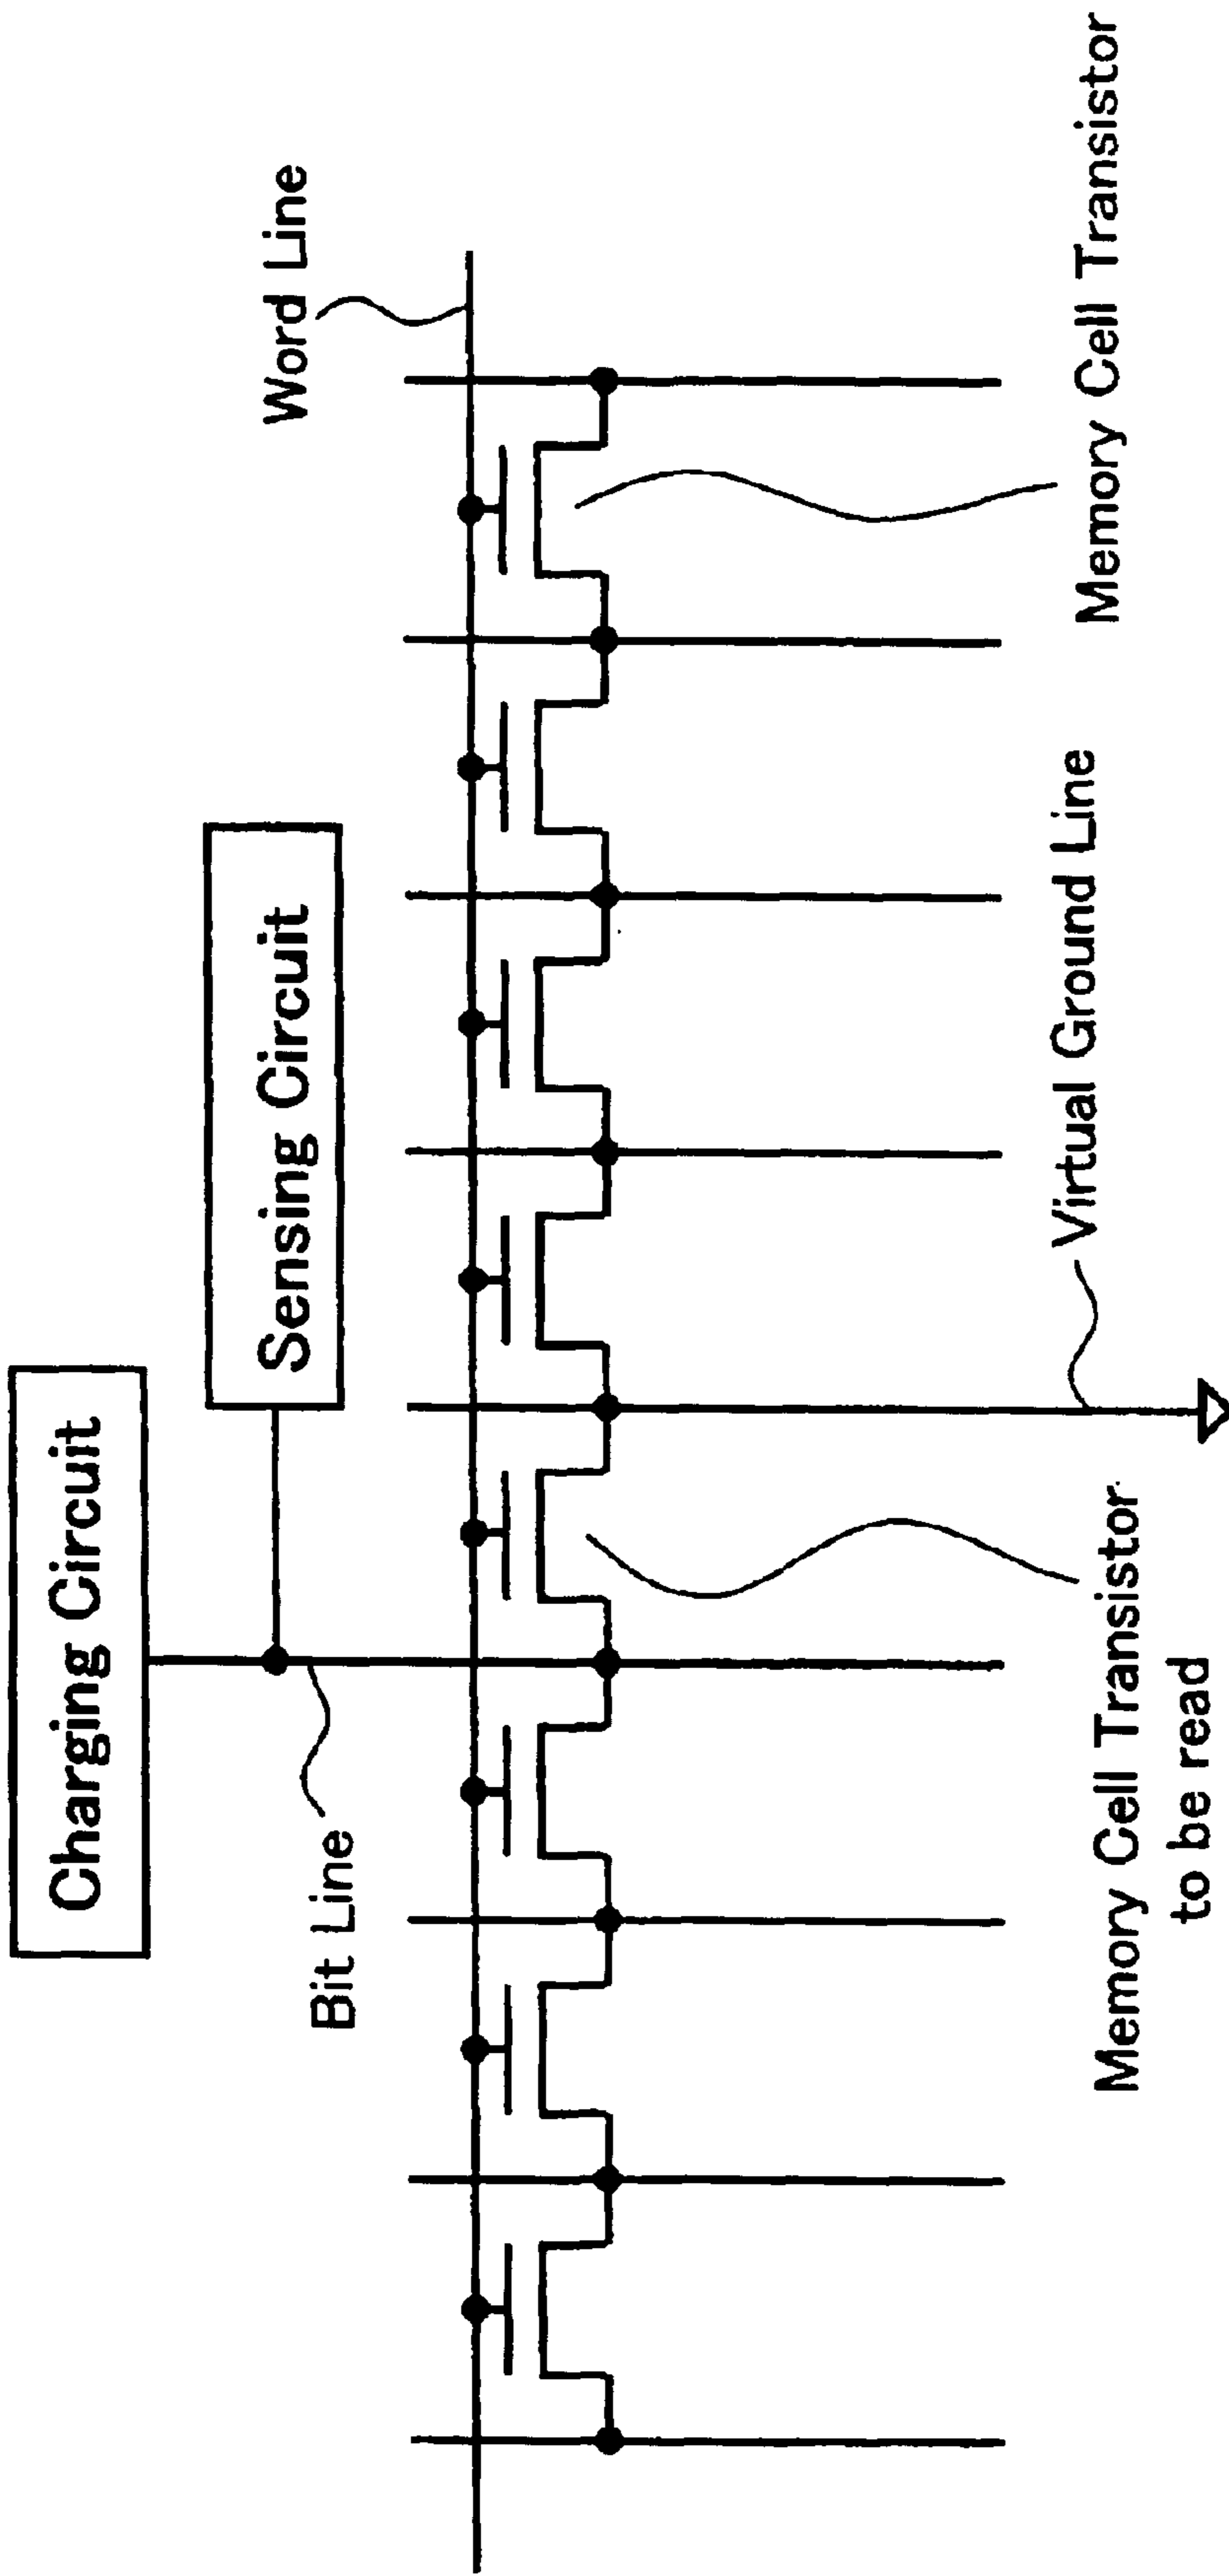 Charging Circuit
Sensing Circuit
Bit Line
Word Line
Memory Cell Transistor
to be read
Virtual Ground Line
Memory Cell Transistor